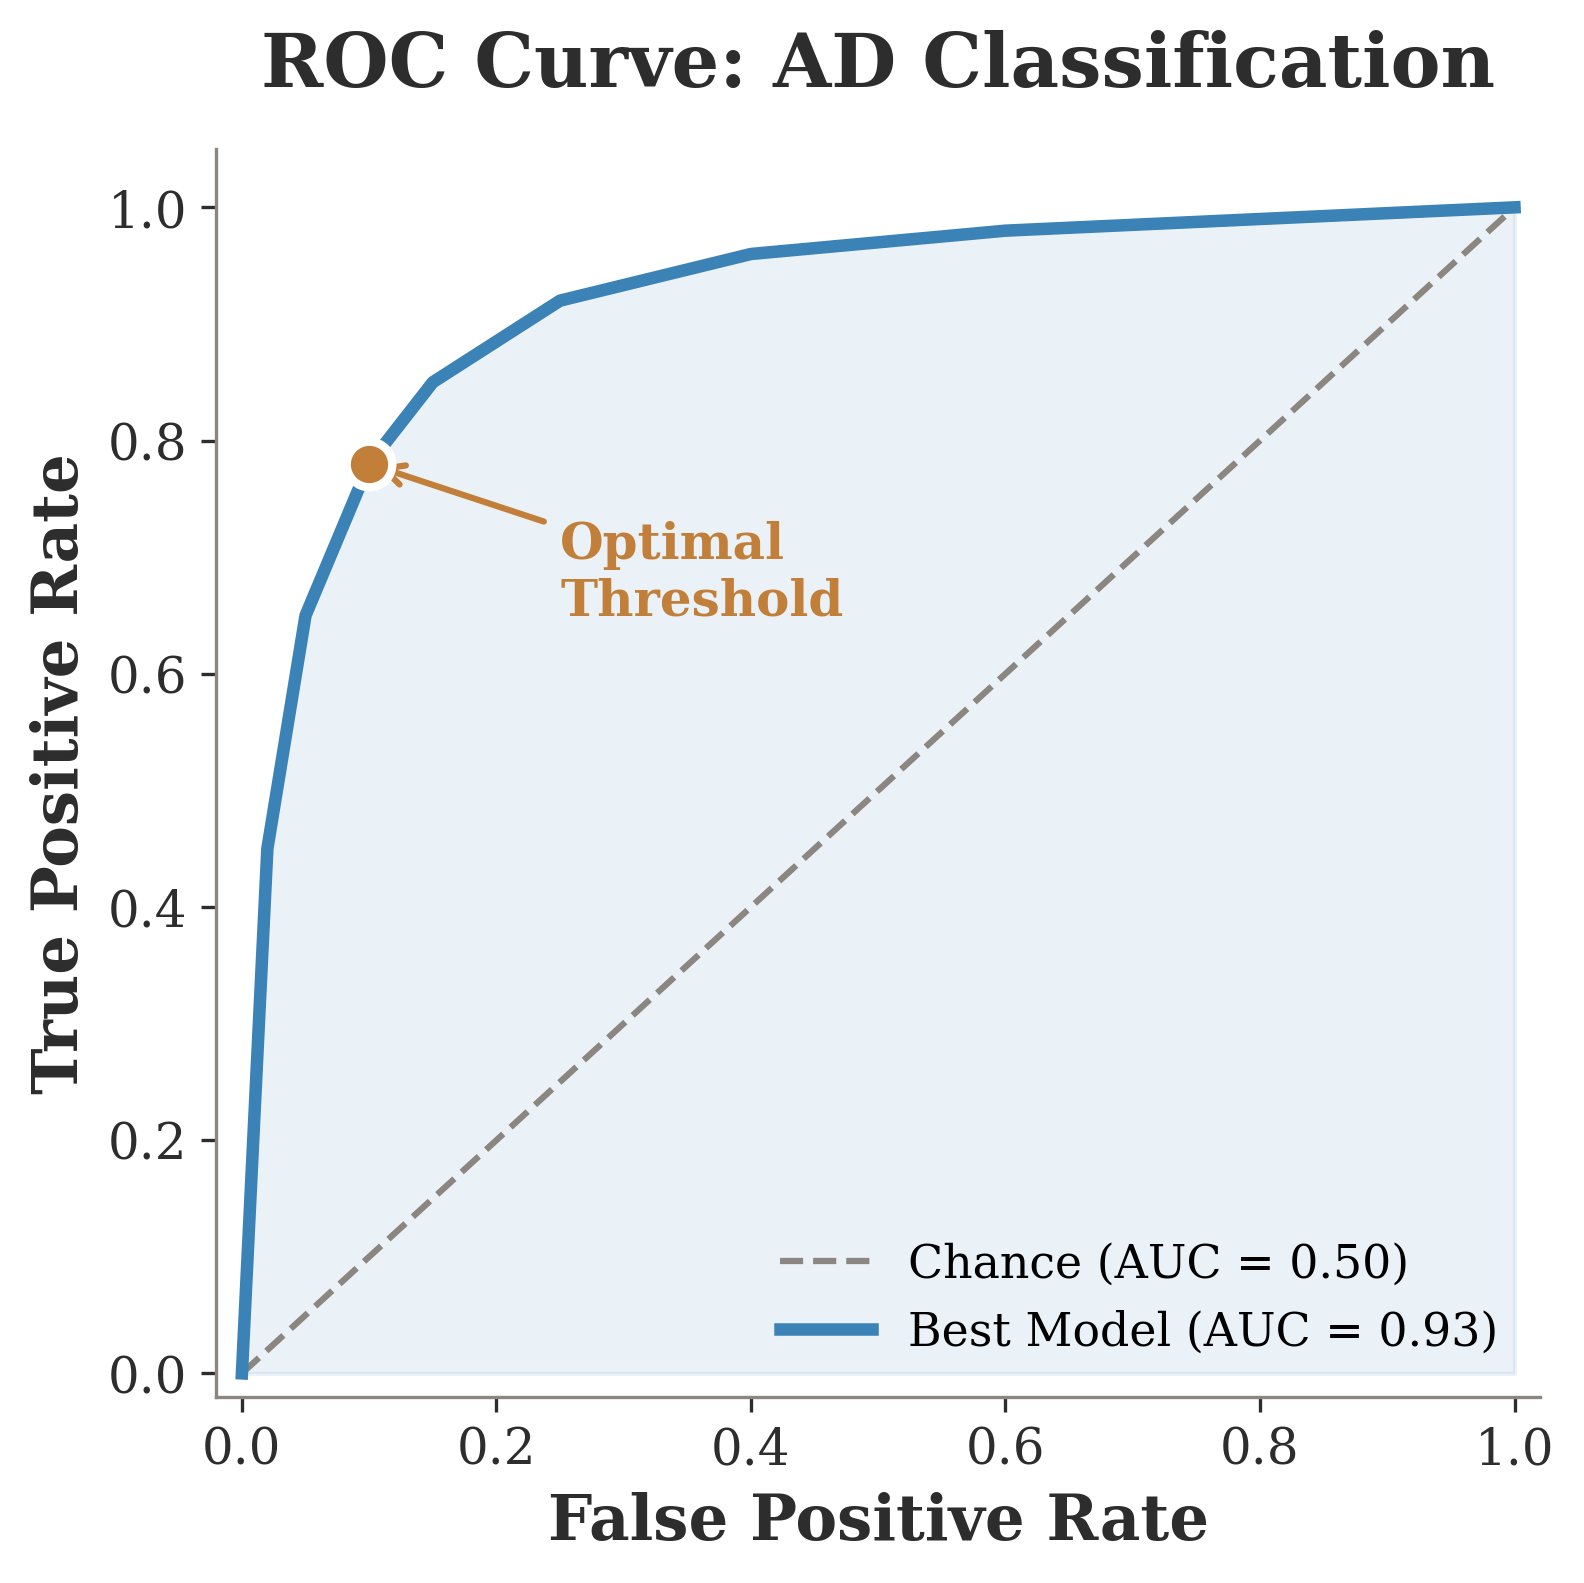 ROC Curve: AD Classification
True Positive Rate
1.0
0.8
0.6
0.4
0.2
0.0
Optimal
Threshold
Chance (AUC = 0.50)
Best Model (AUC = 0.93)
0.0 0.2 0.4 0.6 0.8 1.0
False Positive Rate